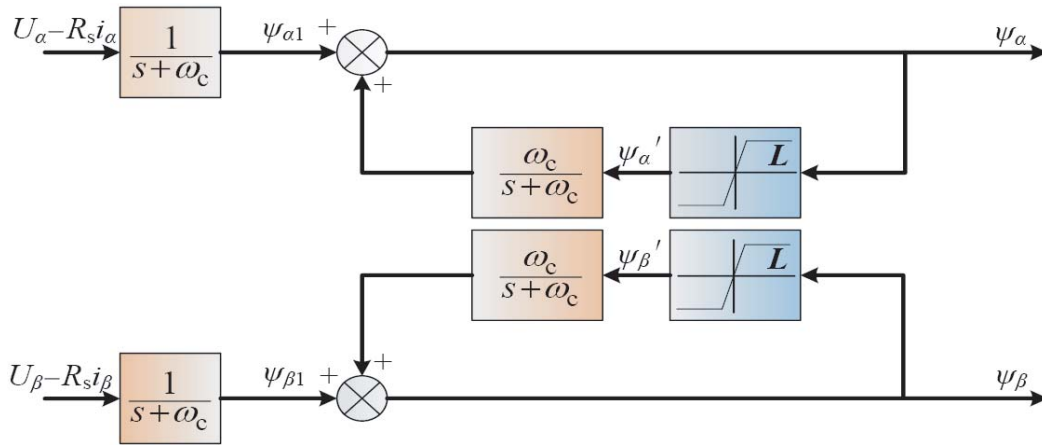 U_α−R_s i_α
1
s+ω_c
ψ_α1
+
+
ψ_α
ω_c
s+ω_c
ψ_α′
L
ω_c
s+ω_c
ψ_β′
L
U_β−R_s i_β
1
s+ω_c
ψ_β1
+
+
ψ_β